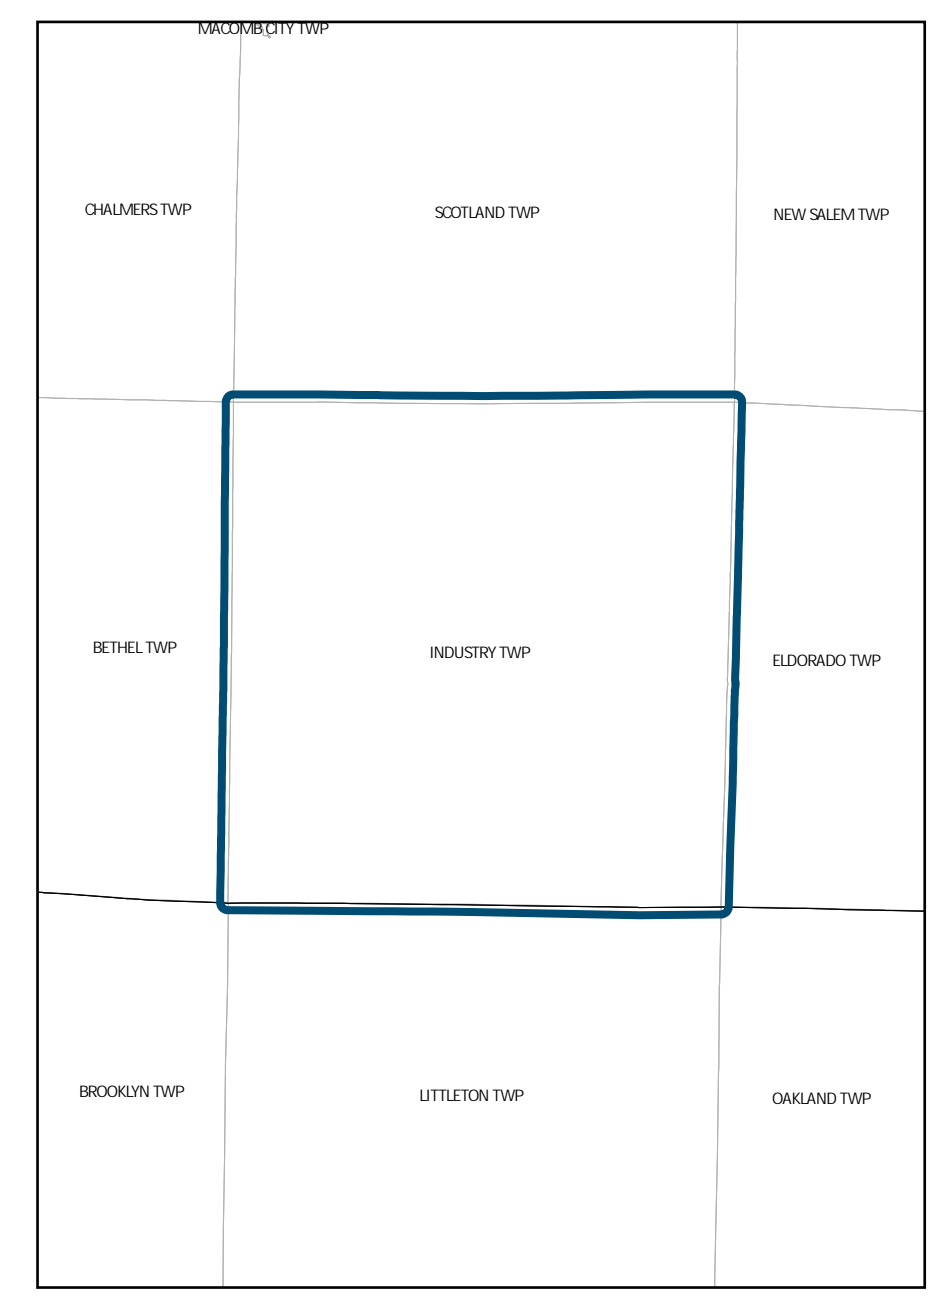 MACOMB CITY TWP
CHALMERS TWP
SCOTLAND TWP
NEW SALEM TWP
BETHEL TWP
INDUSTRY TWP
ELDORADO TWP
BROOKLYN TWP
LITTLETON TWP
OAKLAND TWP